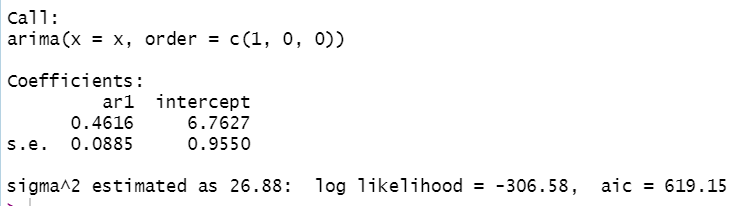 Call:
arima(x = x, order = c(1, 0, 0))
Coefficients:
ar1 intercept
0.4616 6.7627
s.e. 0.0885 0.9550
sigma^2 estimated as 26.88: log likelihood = -306.58, aic = 619.15